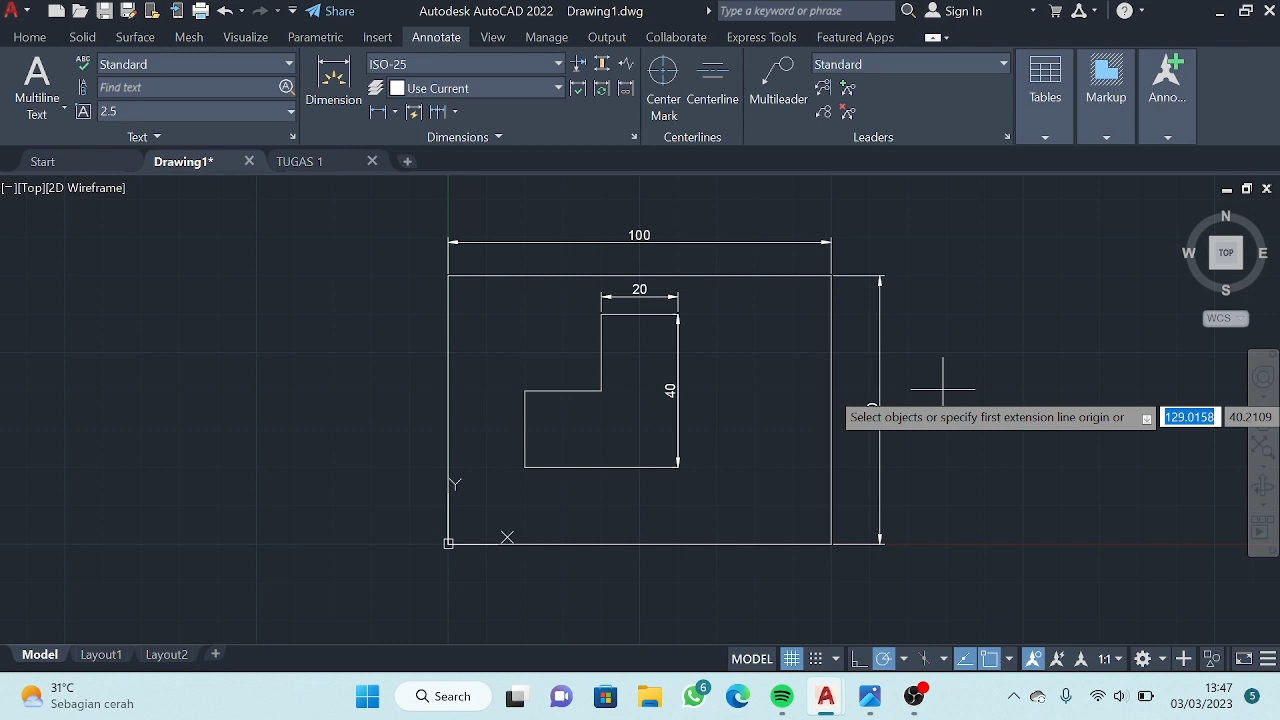 Share
Autodesk AutoCAD 2022 Drawing1.dwg
Type a keyword or phrase
Sign In
Home Solid Surface Mesh Visualize Parametric Insert Annotate View Manage Output Collaborate Express Tools Featured Apps
Multiline Text
Standard
Find text
2.5
Text
Dimension
ISO-25
Use Current
Dimensions
Center Mark
Centerline
Centerlines
Multileader
Standard
Leaders
Tables
Markup
Anno...
Start
Drawing1*
TUGAS 1
[−][Top][2D Wireframe]
N
W
TOP
E
S
WCS
100
20
40
Select objects or specify first extension line origin or
129.0158
40.2109
Y
X
Model
Layout1
Layout2
MODEL
1:1
31°C
Sebagian cerah
Search
6
13:47
03/03/2023
5